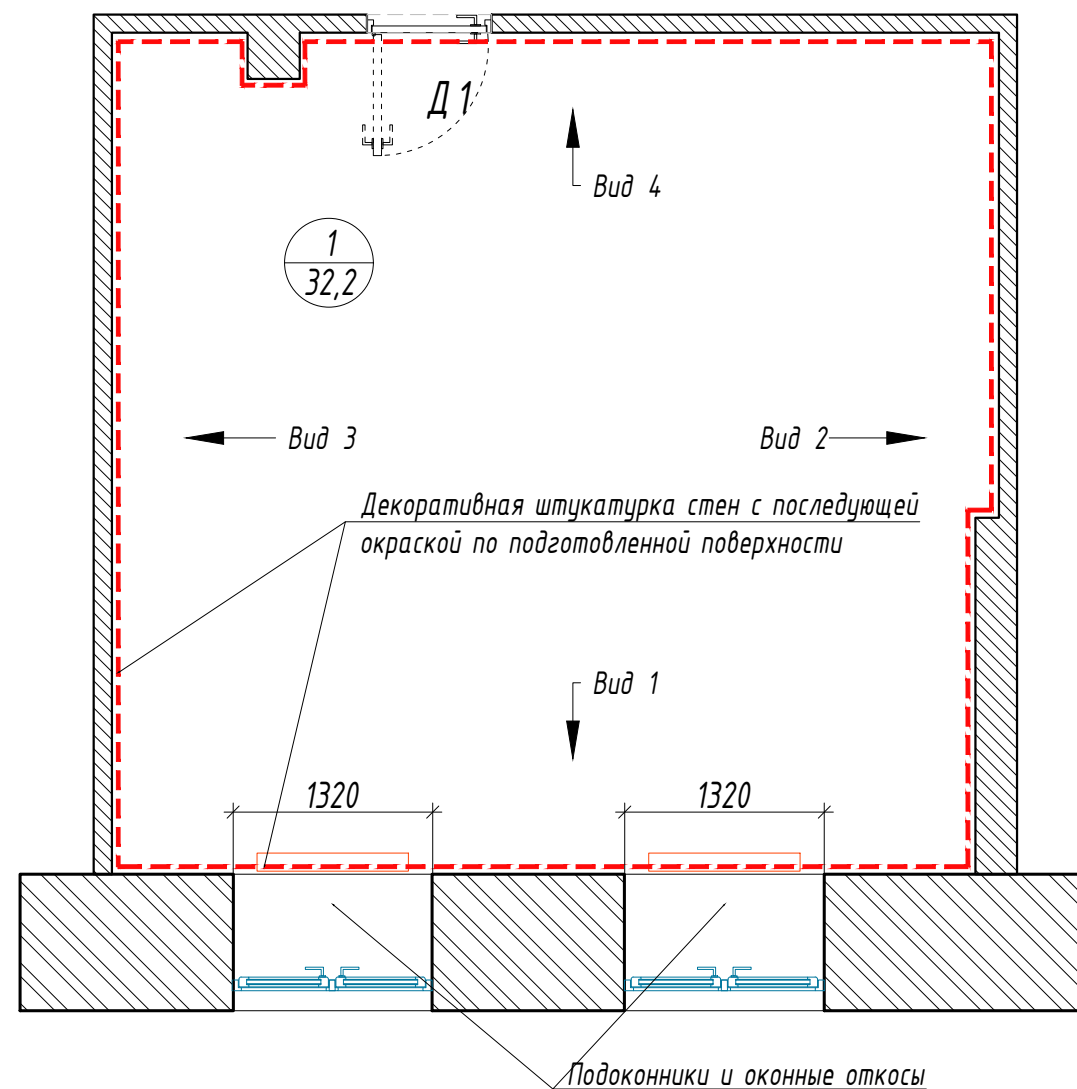 Д 1
Вид 4
1
32,2
Вид 3
Вид 2
Декоративная штукатурка стен с последующей
окраской по подготовленной поверхности
Вид 1
1320
1320
Подоконники и оконные откосы